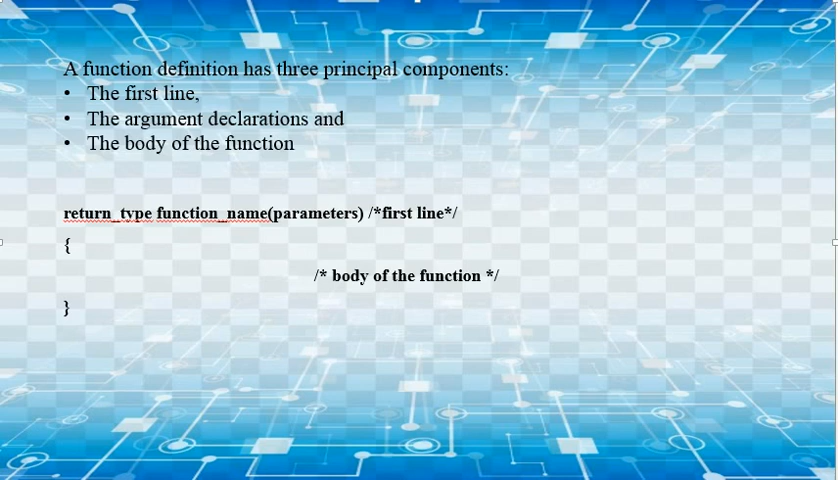 A function definition has three principal components:
• The first line,
• The argument declarations and
• The body of the function
return_type function_name(parameters) /*first line*/
{
/* body of the function */
}